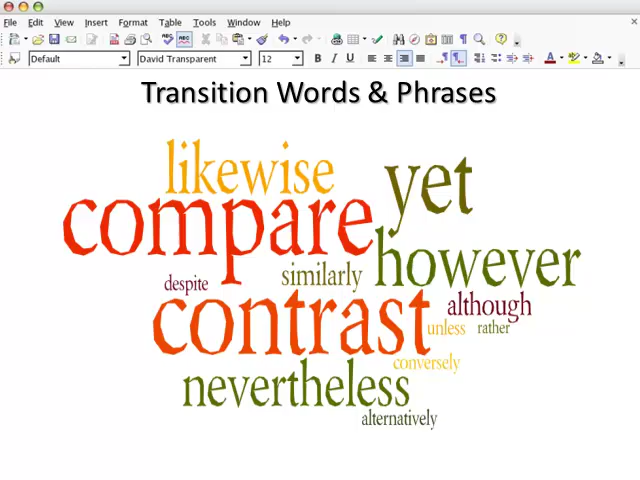 File Edit View Insert Format Table Tools Window Help
Default David Transparent 12 B I U A
Transition Words & Phrases
likewise
yet
compare
however
despite
similarly
although
contrast
unless
rather
conversely
nevertheless
alternatively